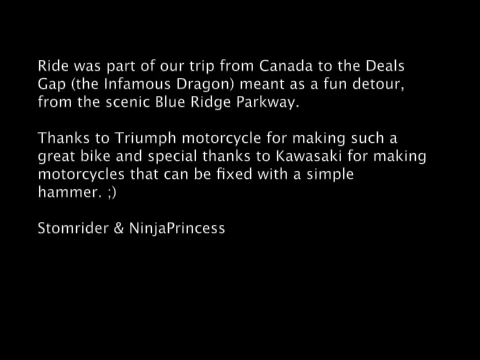 Ride was part of our trip from Canada to the Deals
Gap (the Infamous Dragon) meant as a fun detour,
from the scenic Blue Ridge Parkway.
Thanks to Triumph motorcycle for making such a
great bike and special thanks to Kawasaki for making
motorcycles that can be fixed with a simple
hammer. ;)
Stomrider & NinjaPrincess